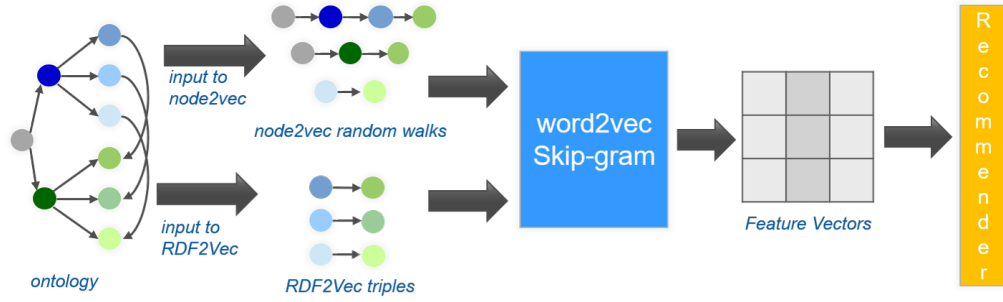 ontology
input to
node2vec
input to
RDF2Vec
node2vec random walks
RDF2Vec triples
word2vec
Skip-gram
Feature Vectors
R
e
c
o
m
m
e
n
d
e
r